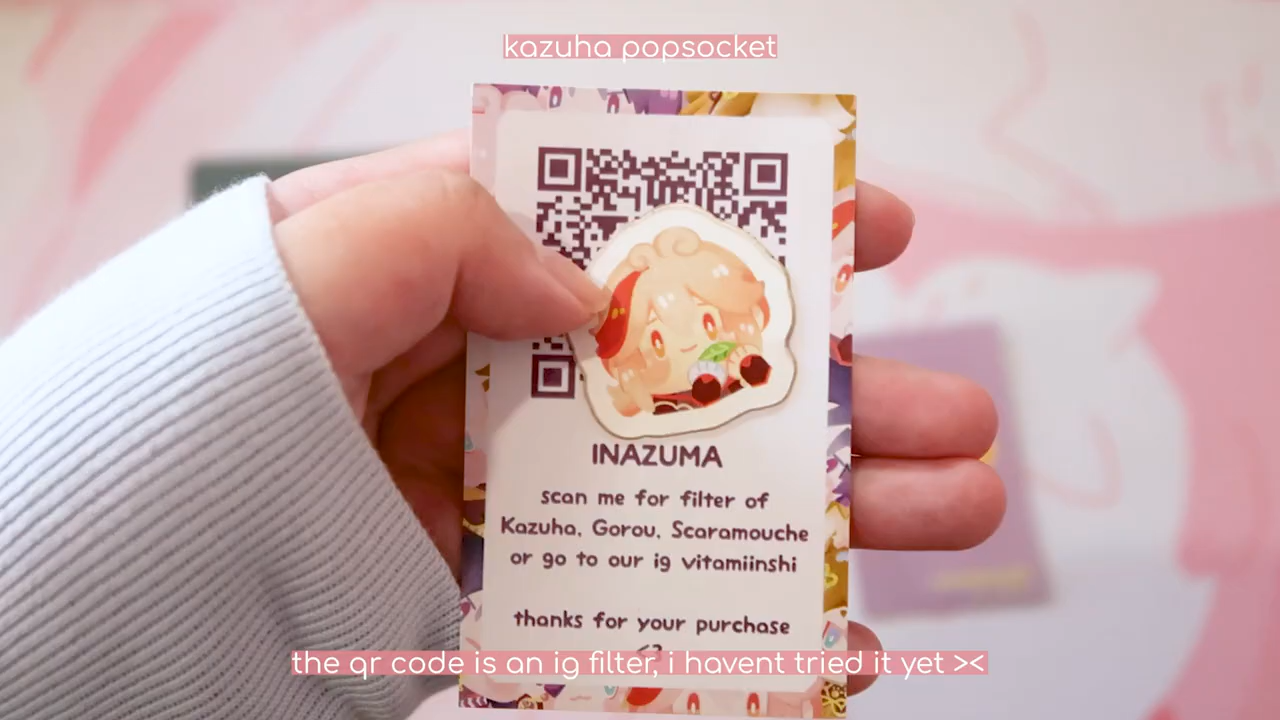 kazuha popsocket
INAZUMA
scan me for filter of
Kazuha, Gorou, Scaramouche
or go to our ig vitamiinshi
thanks for your purchase
<3
the qr code is an ig filter, i havent tried it yet ><